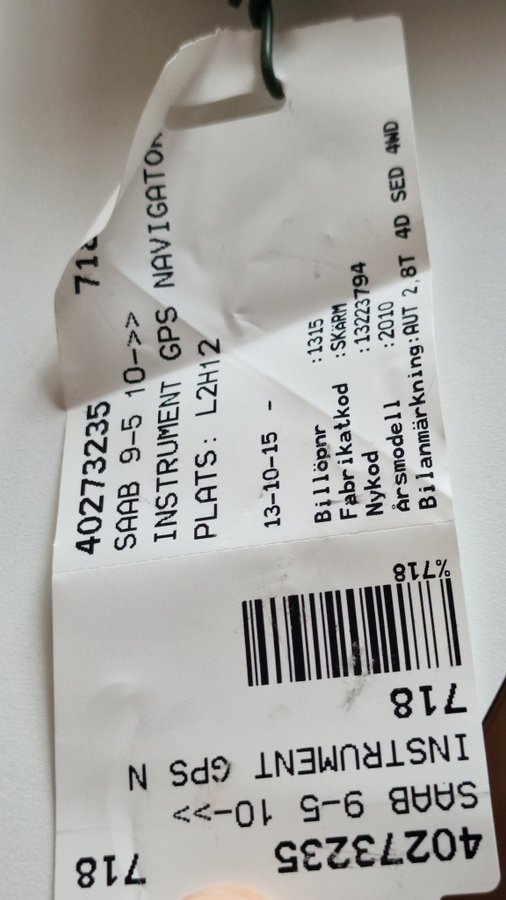 40273235 718
SAAB 9-5 10->>
INSTRUMENT GPS NAVIGATOR
PLATS: L2H12
13-10-15 -
Billöpnr :1315
Fabrikatkod :SKÄRM
Nykod :13223794
Årsmodell :2010
Bilanmärkning:AUT 2,8T 4D SED 4WD
40273235 718
SAAB 9-5 10->>
INSTRUMENT GPS N
718
%718